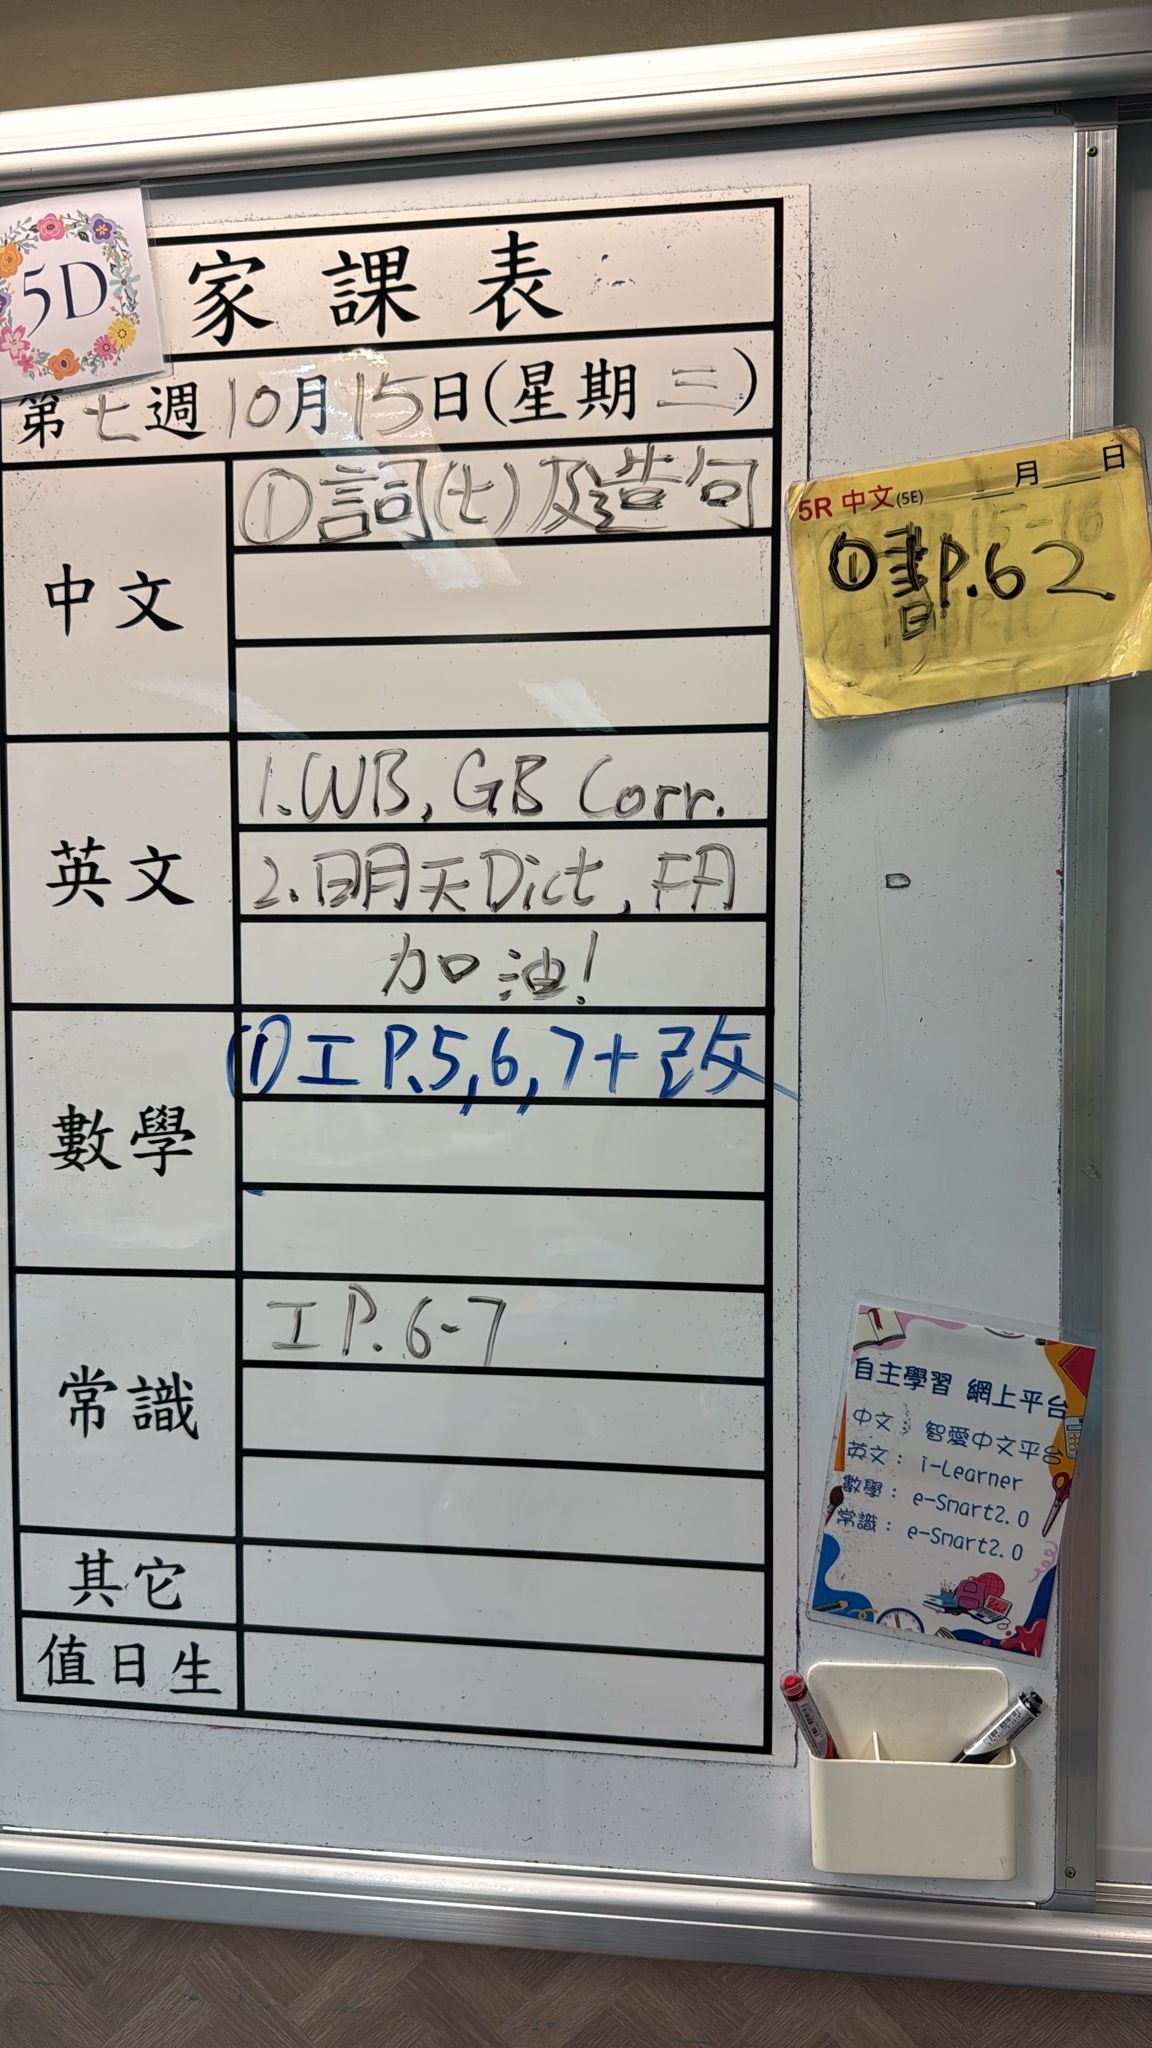 5D
家課表
第七週10月15日(星期三)
中文
①詞(七)及造句
英文
1.WB, GB Corr.
2.明天Dict, FA
加油!
數學
①工P.5,6,7+改
常識
工P.6-7
其它
值日生
5R 中文(5E) 月 日
①書P.62
自主學習 網上平台
中文: 智愛中文平台
英文: i-Learner
數學: e-Smart2.0
常識: e-Smart2.0